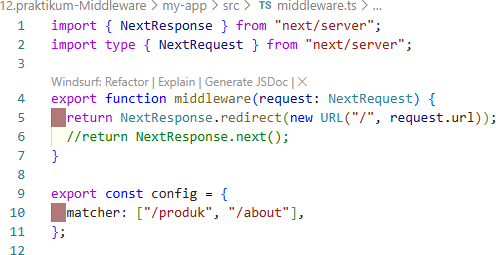 12.praktikum-Middleware > my-app > src > TS middleware.ts > ...
1 import { NextResponse } from "next/server";
2 import type { NextRequest } from "next/server";
3
Windsurf: Refactor | Explain | Generate JSDoc | ×
4 export function middleware(request: NextRequest) {
5 return NextResponse.redirect(new URL("/", request.url));
6 //return NextResponse.next();
7 }
8
9 export const config = {
10 matcher: ["/produk", "/about"],
11 };
12